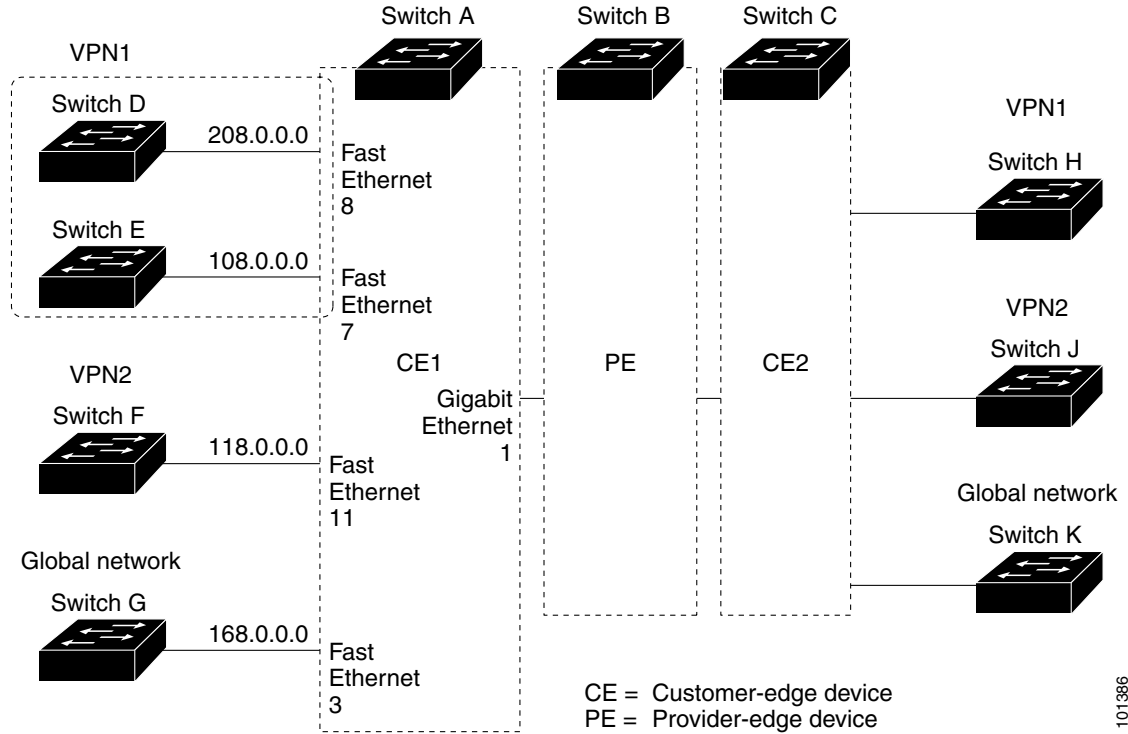 Switch A
Switch B
Switch C
VPN1
Switch D
208.0.0.0
Fast
Ethernet
8
Switch E
108.0.0.0
Fast
Ethernet
7
VPN2
Switch F
118.0.0.0
Fast
Ethernet
11
Global network
Switch G
168.0.0.0
Fast
Ethernet
3
CE1
Gigabit
Ethernet
1
PE
CE2
VPN1
Switch H
VPN2
Switch J
Global network
Switch K
CE = Customer-edge device
PE = Provider-edge device
101386